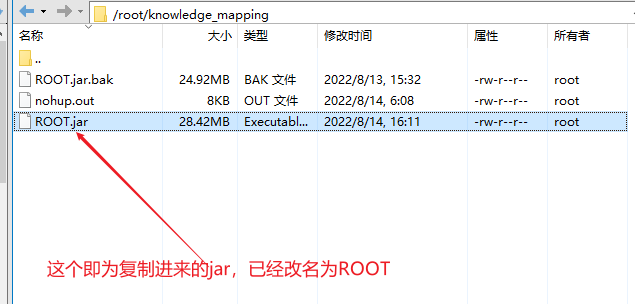 /root/knowledge_mapping
名称 大小 类型 修改时间 属性 所有者
..
ROOT.jar.bak 24.92MB BAK 文件 2022/8/13, 15:32 -rw-r--r-- root
nohup.out 8KB OUT 文件 2022/8/14, 6:08 -rw-r--r-- root
ROOT.jar 28.42MB Executabl... 2022/8/14, 16:11 -rw-r--r-- root
这个即为复制进来的jar，已经改名为ROOT